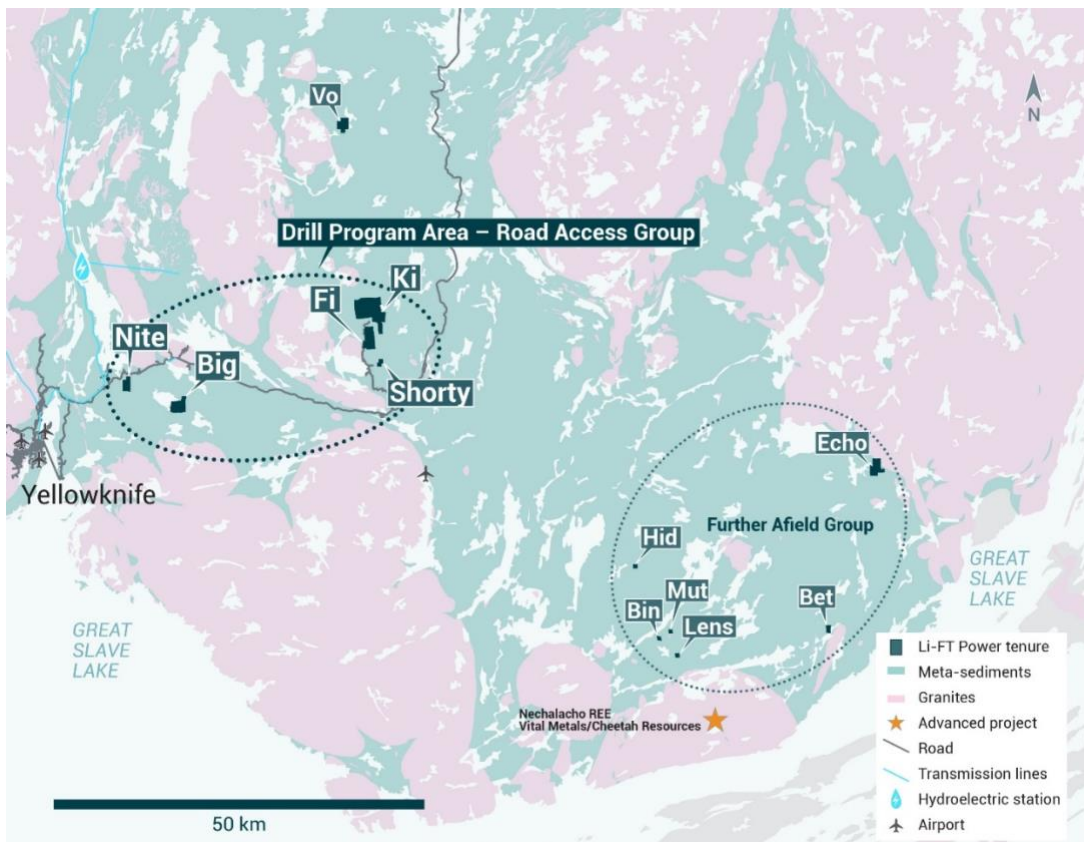 Vo
N
Drill Program Area – Road Access Group
Ki
Fi
Nite
Big
Shorty
Yellowknife
Echo
Further Afield Group
Hid
GREAT
SLAVE
LAKE
Mut
Bin
Bet
Lens
GREAT
SLAVE
LAKE
Nechalacho REE
Vital Metals/Cheetah Resources
Li-FT Power tenure
Meta-sediments
Granites
Advanced project
Road
Transmission lines
Hydroelectric station
Airport
50 km